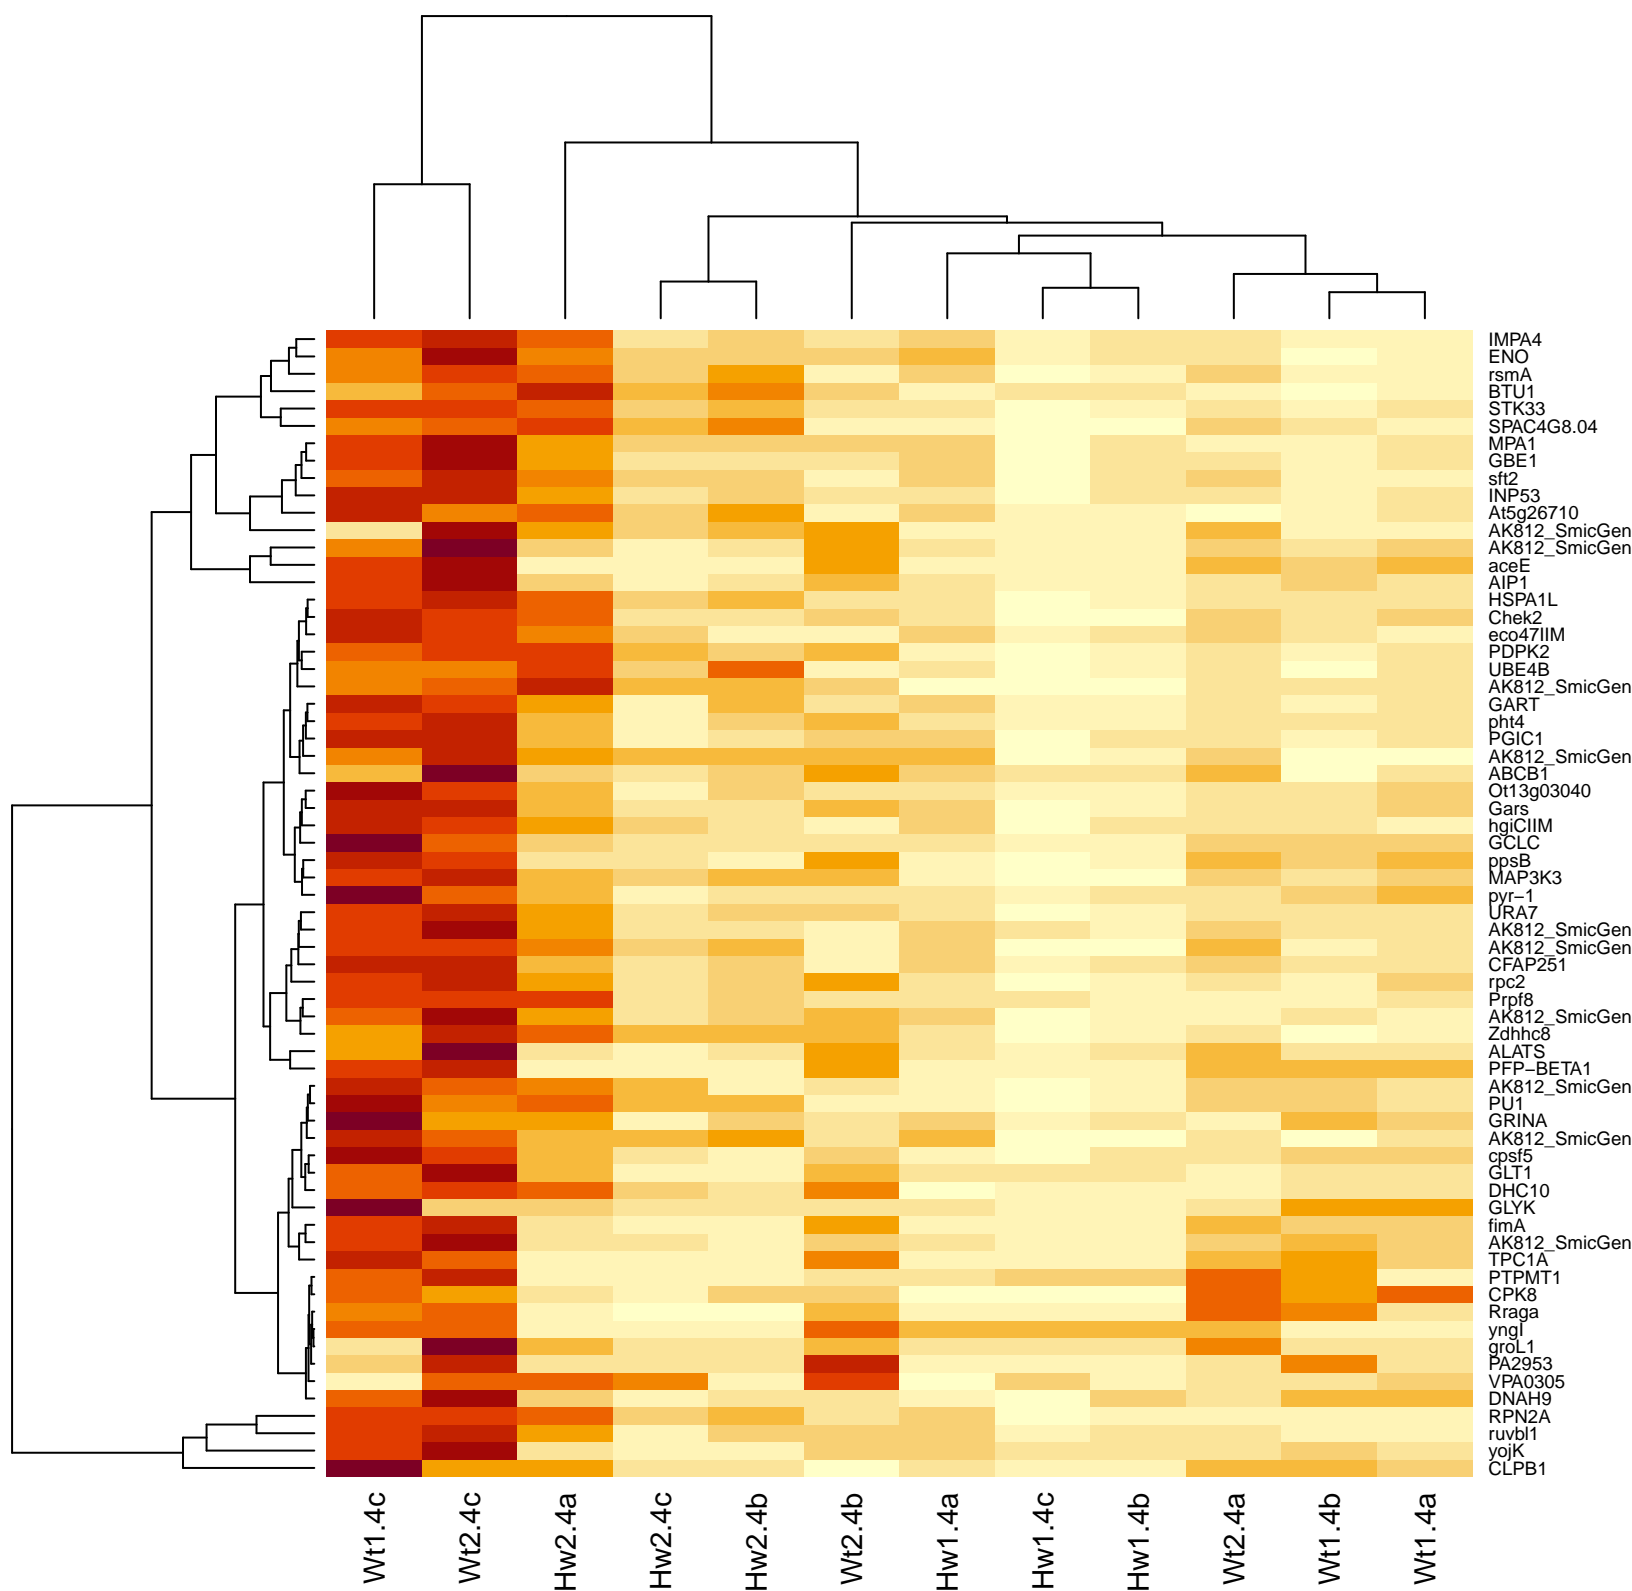 IMPA4
ENO
rsmA
BTU1
STK33
SPAC4G8.04
MPA1
GBE1
sft2
INP53
At5g26710
AK812_SmicGen
AK812_SmicGen
aceE
AIP1
HSPA1L
Chek2
eco47IIM
PDPK2
UBE4B
AK812_SmicGen
GART
pht4
PGIC1
AK812_SmicGen
ABCB1
Ot13g03040
Gars
hgiCIIM
GCLC
ppsB
MAP3K3
pyr−1
URA7
AK812_SmicGen
AK812_SmicGen
CFAP251
rpc2
Prpf8
AK812_SmicGen
Zdhhc8
ALATS
PFP−BETA1
AK812_SmicGen
PU1
GRINA
AK812_SmicGen
cpsf5
GLT1
DHC10
GLYK
fimA
AK812_SmicGen
TPC1A
PTPMT1
CPK8
Rraga
yngI
groL1
PA2953
VPA0305
DNAH9
RPN2A
ruvbl1
yojK
CLPB1
Wt1.4c
Wt2.4c
Hw2.4a
Hw2.4c
Hw2.4b
Wt2.4b
Hw1.4a
Hw1.4c
Hw1.4b
Wt2.4a
Wt1.4b
Wt1.4a